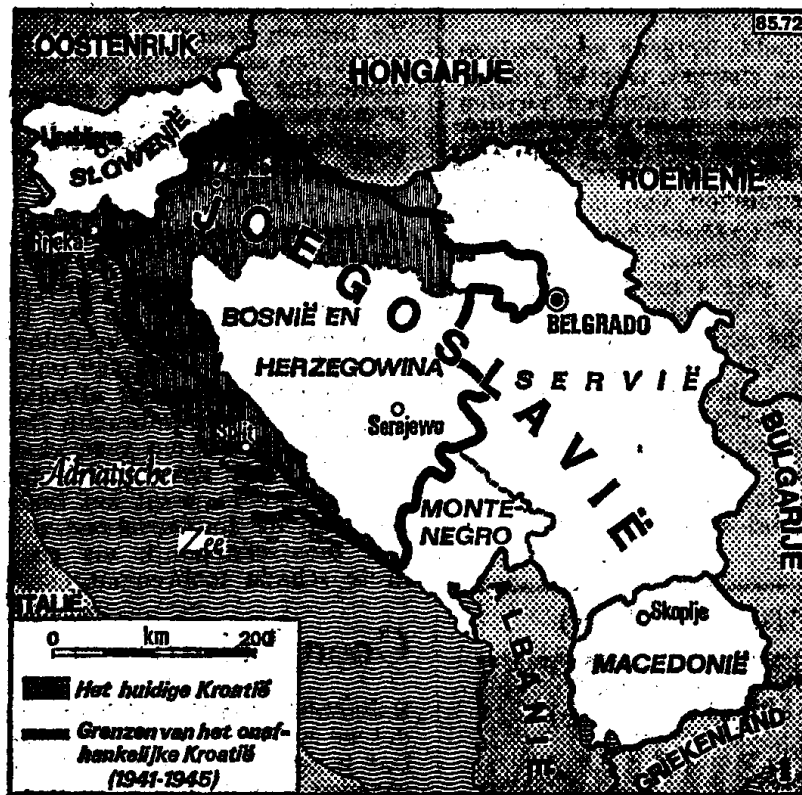 85.72
OOSTENRIJK
HONGARIJE
ROEMENIË
SLOWENIË
JOEGOSLAVIË
BOSNIË EN
HERZEGOWINA
BELGRADO
SERVIË
Serajewo
Split
Adriatische
Zee
MONTE-
NEGRO
BULGARIJE
ITALIË
ALBANIË
Skoplje
MACEDONIË
GRIEKENLAND
0 km 200
Het huidige Kroatië
Grenzen van het onaf-
hankelijke Kroatië
(1941-1945)